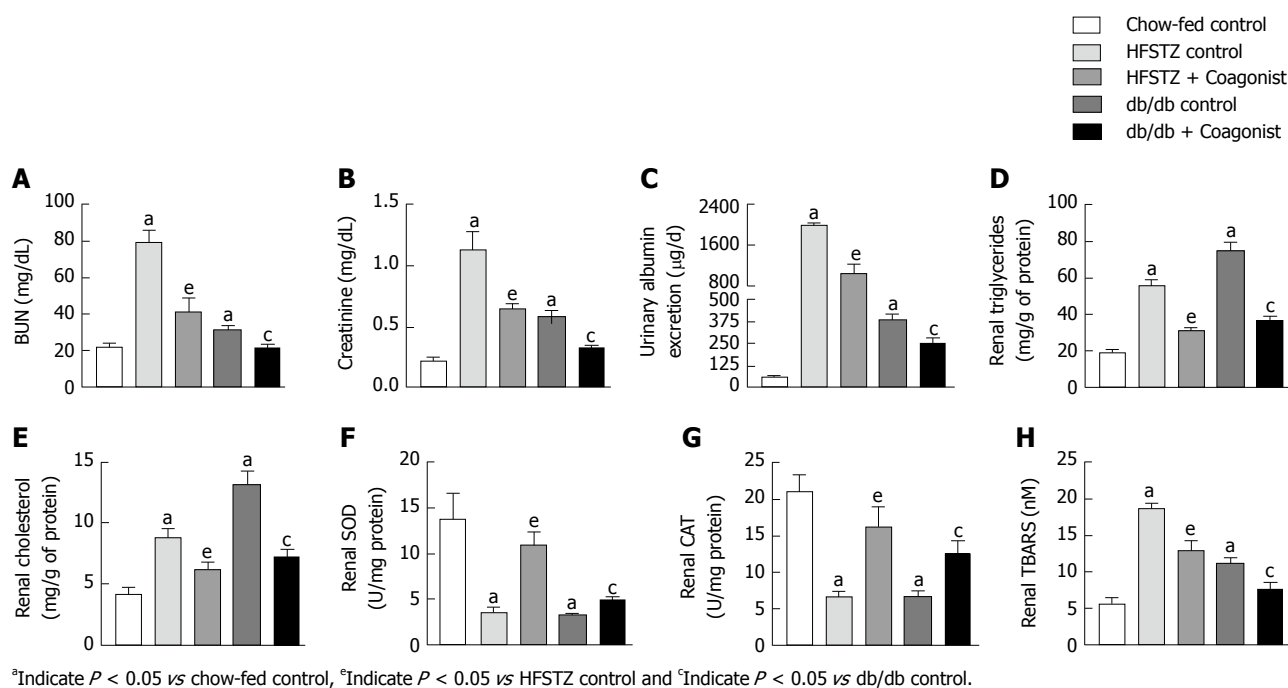 Chow-fed control
HFSTZ control
HFSTZ + Coagonist
db/db control
db/db + Coagonist
A
BUN (mg/dL)
100
80
60
40
20
0
a
e
a
c
B
Creatinine (mg/dL)
1.5
1.0
0.5
0.0
a
e
a
c
C
Urinary albumin
excretion (μg/d)
2400
1600
800
500
375
250
125
0
a
e
a
c
D
Renal triglycerides
(mg/g of protein)
100
80
60
40
20
0
a
e
a
c
E
Renal cholesterol
(mg/g of protein)
15
10
5
0
a
e
a
c
F
Renal SOD
(U/mg protein)
20
15
10
5
0
a
e
a
c
G
Renal CAT
(U/mg protein)
25
20
15
10
5
0
a
e
a
c
H
Renal TBARS (nM)
25
20
15
10
5
0
a
e
a
c
ᵃIndicate P < 0.05 vs chow-fed control, ᵉIndicate P < 0.05 vs HFSTZ control and ᶜIndicate P < 0.05 vs db/db control.